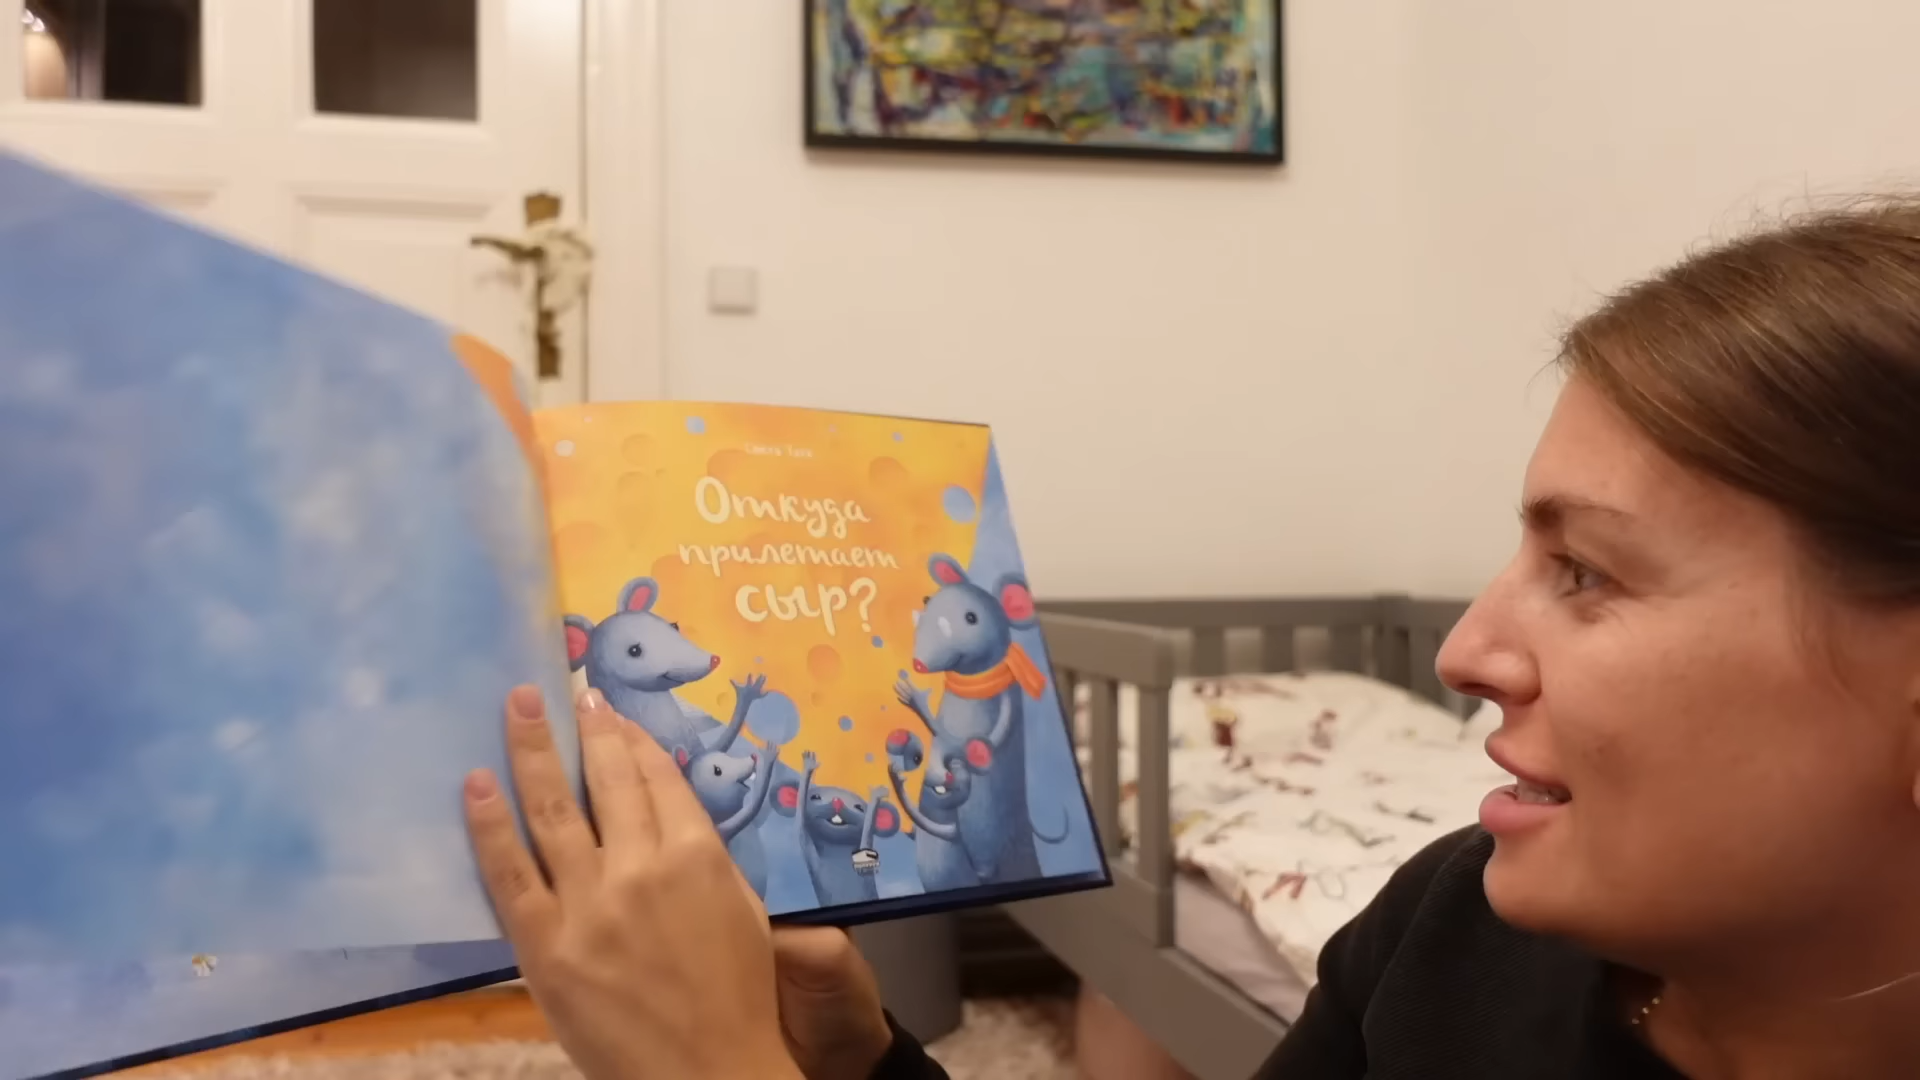 Откуда
прилетает
сыр?